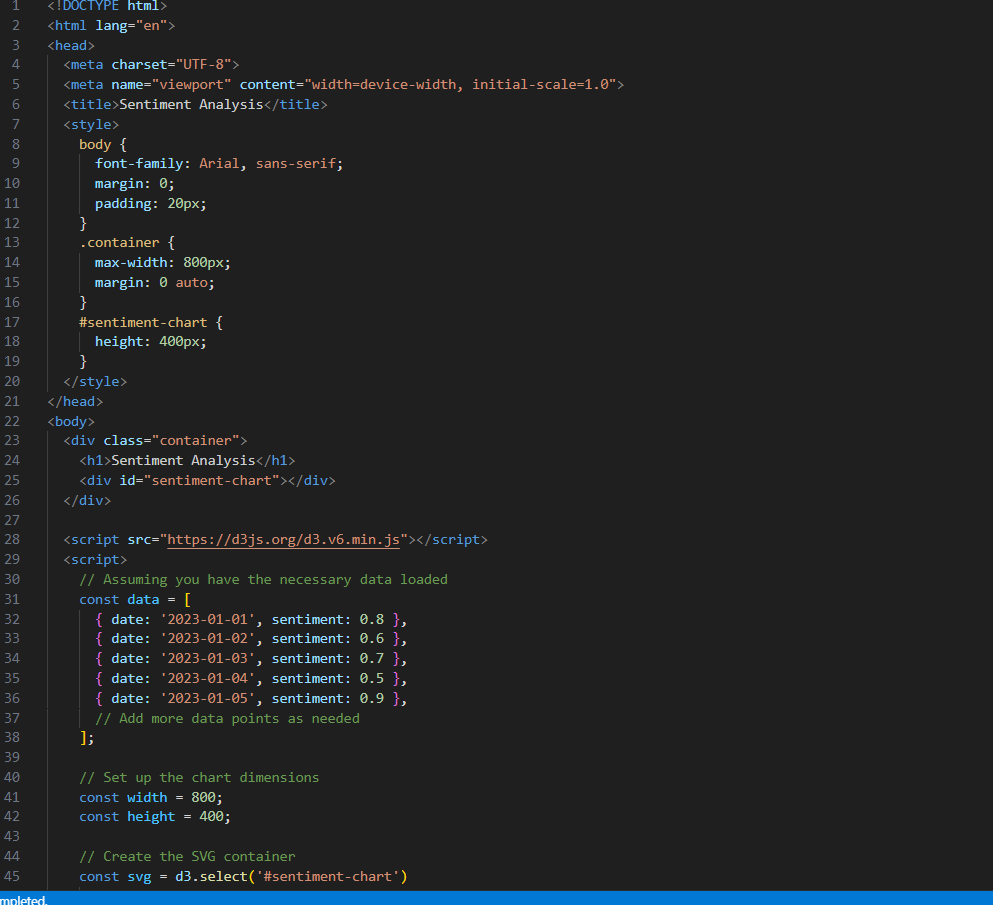 1 <!DOCTYPE html>
2 <html lang="en">
3 <head>
4 <meta charset="UTF-8">
5 <meta name="viewport" content="width=device-width, initial-scale=1.0">
6 <title>Sentiment Analysis</title>
7 <style>
8 body {
9 font-family: Arial, sans-serif;
10 margin: 0;
11 padding: 20px;
12 }
13 .container {
14 max-width: 800px;
15 margin: 0 auto;
16 }
17 #sentiment-chart {
18 height: 400px;
19 }
20 </style>
21 </head>
22 <body>
23 <div class="container">
24 <h1>Sentiment Analysis</h1>
25 <div id="sentiment-chart"></div>
26 </div>
27
28 <script src="https://d3js.org/d3.v6.min.js"></script>
29 <script>
30 // Assuming you have the necessary data loaded
31 const data = [
32 { date: '2023-01-01', sentiment: 0.8 },
33 { date: '2023-01-02', sentiment: 0.6 },
34 { date: '2023-01-03', sentiment: 0.7 },
35 { date: '2023-01-04', sentiment: 0.5 },
36 { date: '2023-01-05', sentiment: 0.9 },
37 // Add more data points as needed
38 ];
39
40 // Set up the chart dimensions
41 const width = 800;
42 const height = 400;
43
44 // Create the SVG container
45 const svg = d3.select('#sentiment-chart')
mpleted.